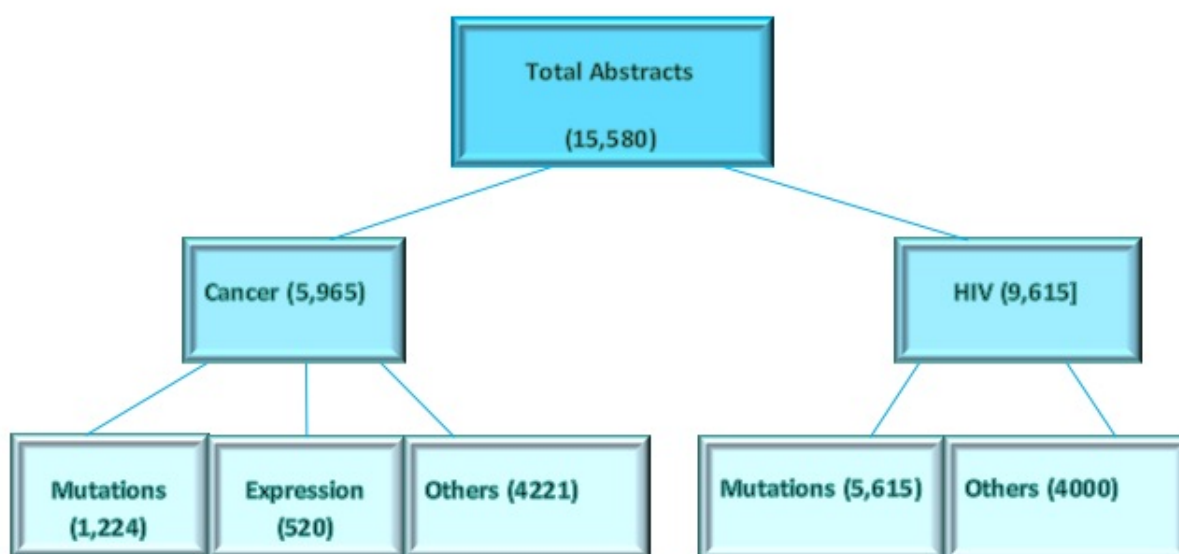 Total Abstracts
(15,580)
Cancer (5,965)
HIV (9,615]
Mutations
(1,224)
Expression
(520)
Others (4221)
Mutations (5,615)
Others (4000)